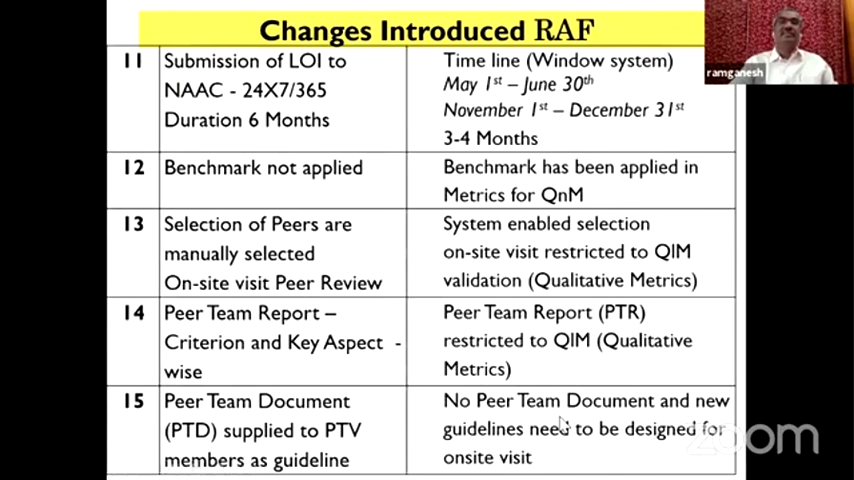 Changes Introduced RAF
ramganesh
11 Submission of LOI to
NAAC - 24X7/365
Duration 6 Months
Time line (Window system)
May 1st – June 30th
November 1st – December 31st
3-4 Months
12 Benchmark not applied
Benchmark has been applied in
Metrics for QnM
13 Selection of Peers are
manually selected
On-site visit Peer Review
System enabled selection
on-site visit restricted to QIM
validation (Qualitative Metrics)
14 Peer Team Report –
Criterion and Key Aspect -
wise
Peer Team Report (PTR)
restricted to QIM (Qualitative
Metrics)
15 Peer Team Document
(PTD) supplied to PTV
members as guideline
No Peer Team Document and new
guidelines need to be designed for
onsite visit
zoom